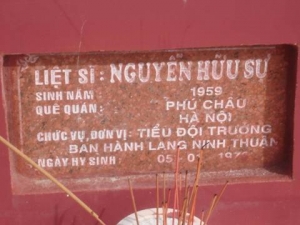 LIỆT SĨ : NGUYỄN HỮU SỰ
SINH NĂM 1959
QUÊ QUÁN : PHÚ CHÂU
HÀ NỘI
CHỨC VỤ, ĐƠN VỊ : TIỂU ĐỘI TRƯỞNG
BAN HÀNH LANG NINH THUẬN
NGÀY HY SINH : 05